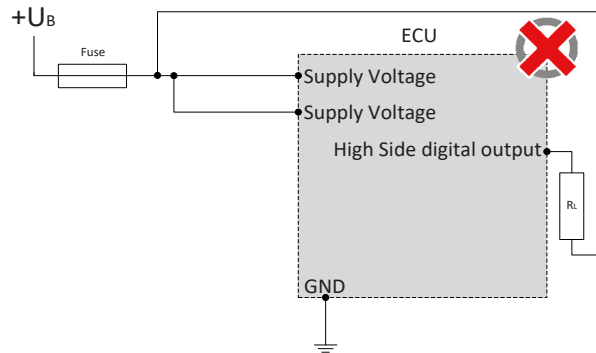 +UB
Fuse
ECU
Supply Voltage
Supply Voltage
High Side digital output
RL
GND